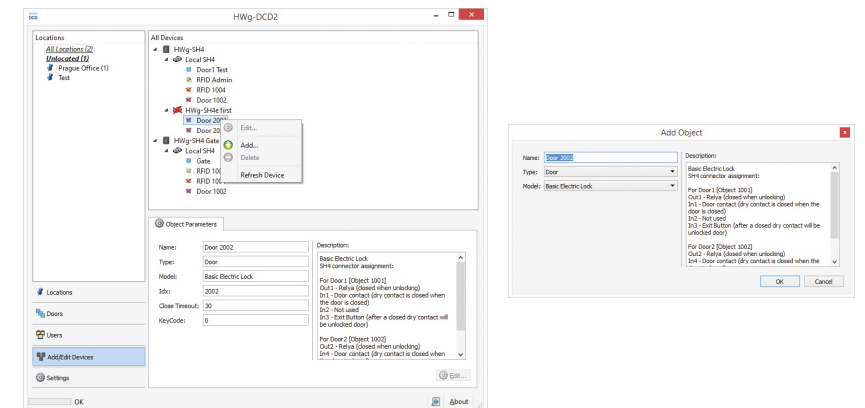 HWg-DCD2
Locations
All Locations (2)
Unlocated (1)
Prague Office (1)
Test
All Devices
HWg-SH4
Local SH4
Door1 Test
RFID Admin
RFID 1004
Door 1002
HWg-SH4e first
Door 2002
Door 20
HWg-SH4 Gate
Local SH4
Gate
RFID 10
RFID 10
Door 1002
Edit...
Add...
Delete
Refresh Device
Object Parameters
Name: Door 2002
Type: Door
Model: Basic Electric Lock
Idx: 2002
Close Timeout: 30
KeyCode: 0
Description:
Basic Electric Lock
SH4 connector assignment:
For Door1 [Object 1001]
Out1 - Relya (closed when unlocking)
In1 - Door contact (dry contact is closed when
the door is closed)
In2 - Not used
In3 - Exit Button (after a closed dry contact will
be unlocked door)
For Door2 [Object 1002]
Out2 - Relya (closed when unlocking)
In4 - Door contact (dry contact is closed when
Edit...
Locations
Doors
Users
Add/Edit Devices
Settings
OK
About
Add Object
Name: Door 2002
Type: Door
Model: Basic Electric Lock
Description:
Basic Electric Lock
SH4 connector assignment:
For Door1 [Object 1001]
Out1 - Relya (closed when unlocking)
In1 - Door contact (dry contact is closed when the
door is closed)
In2 - Not used
In3 - Exit Button (after a closed dry contact will be
unlocked door)
For Door2 [Object 1002]
Out2 - Relya (closed when unlocking)
In4 - Door contact (dry contact is closed when the
OK
Cancel